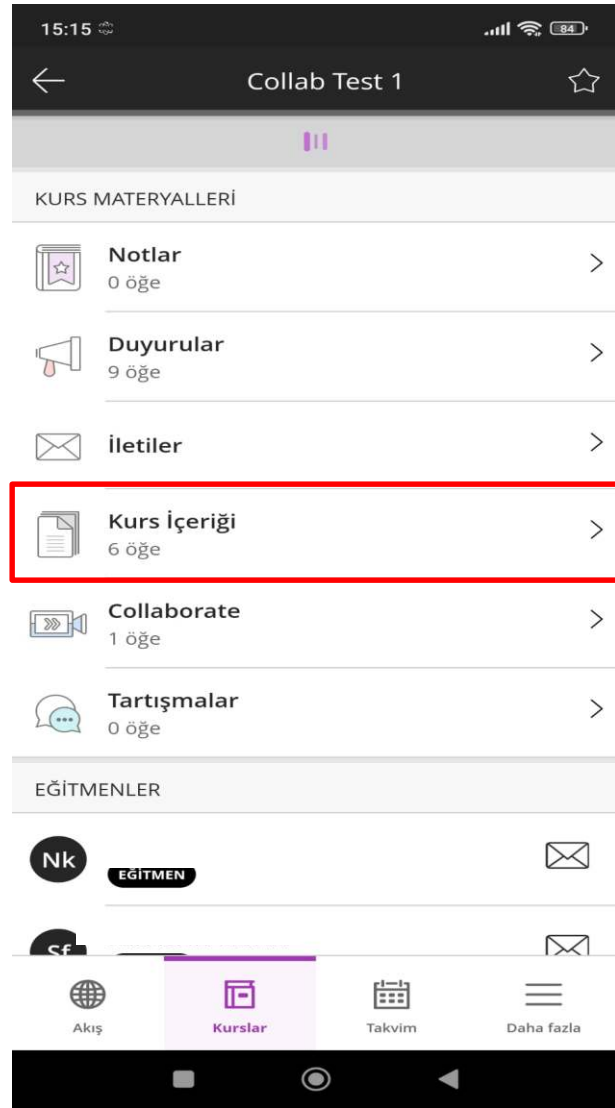 15:15
84
Collab Test 1
KURS MATERYALLERİ
Notlar
0 öğe
Duyurular
9 öğe
İletiler
Kurs İçeriği
6 öğe
Collaborate
1 öğe
Tartışmalar
0 öğe
EĞİTMENLER
Nk
EĞİTMEN
Sf
Akış
Kurslar
Takvim
Daha fazla